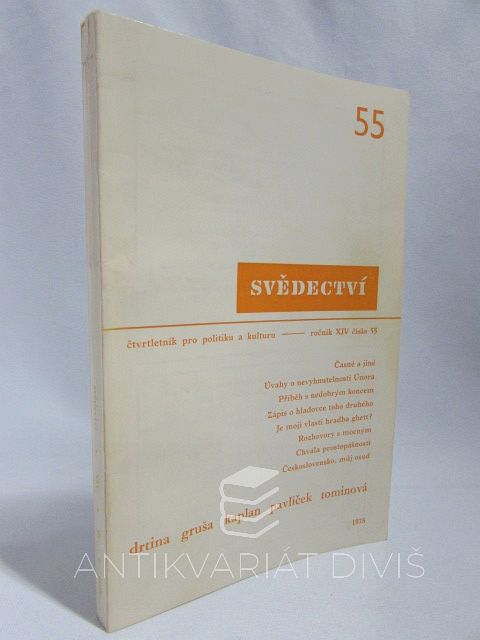 55
SVĚDECTVÍ
čtvrtletník pro politiku a kulturu — ročník XIV číslo 55
Časné a jiné
Úvahy o nevyhnutelnosti Února
Příběh s nedobrým koncem
Zápis o hladovce toho druhého
Je mojí vlastí hradba ghett?
Rozhovory s mocným
Chvála prostopášnosti
Československo, můj osud
drtina gruša kaplan pavlíček tominová
1978
ANTIKVARIÁT DIVIŠ